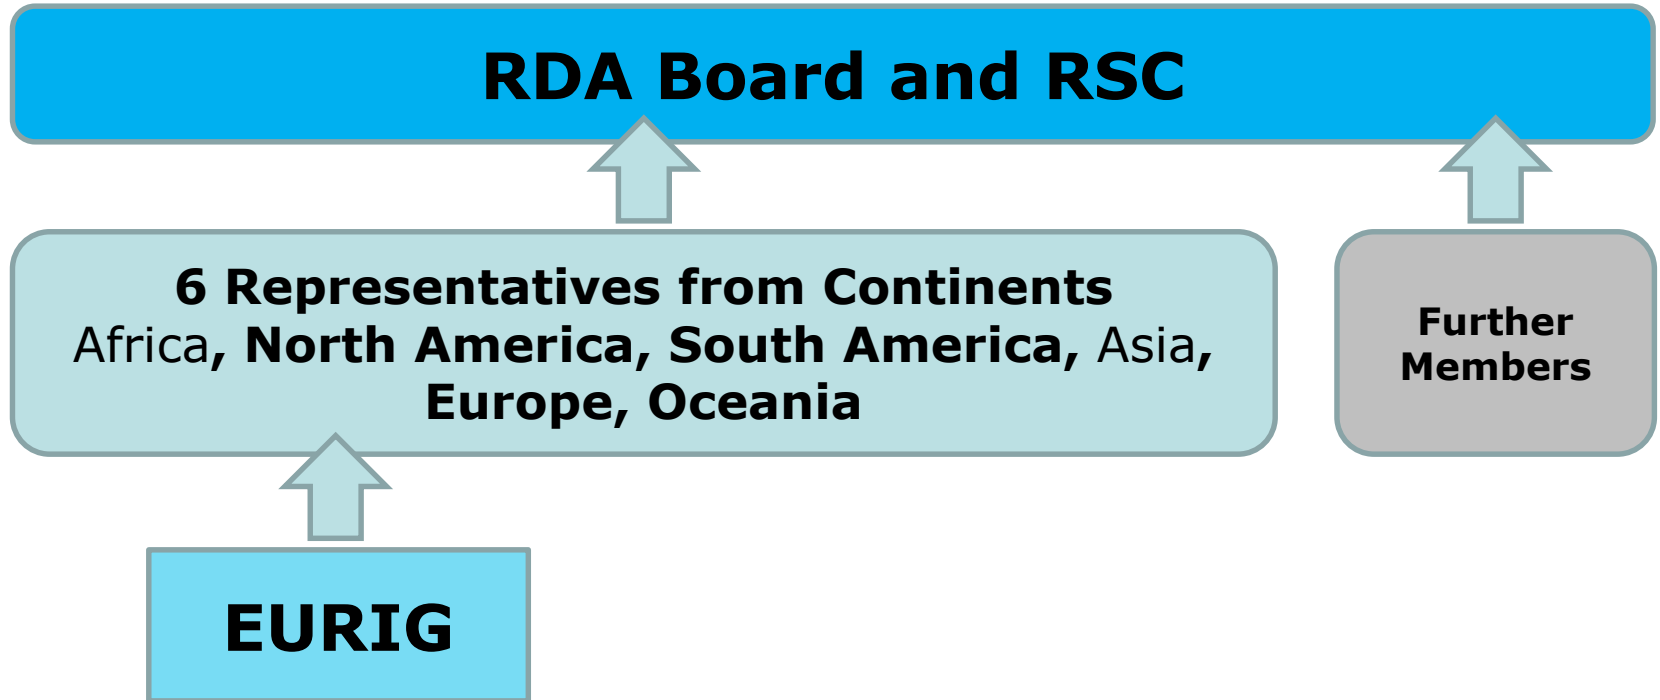 RDA Board and RSC
6 Representatives from Continents
Africa, North America, South America, Asia,
Europe, Oceania
Further
Members
EURIG